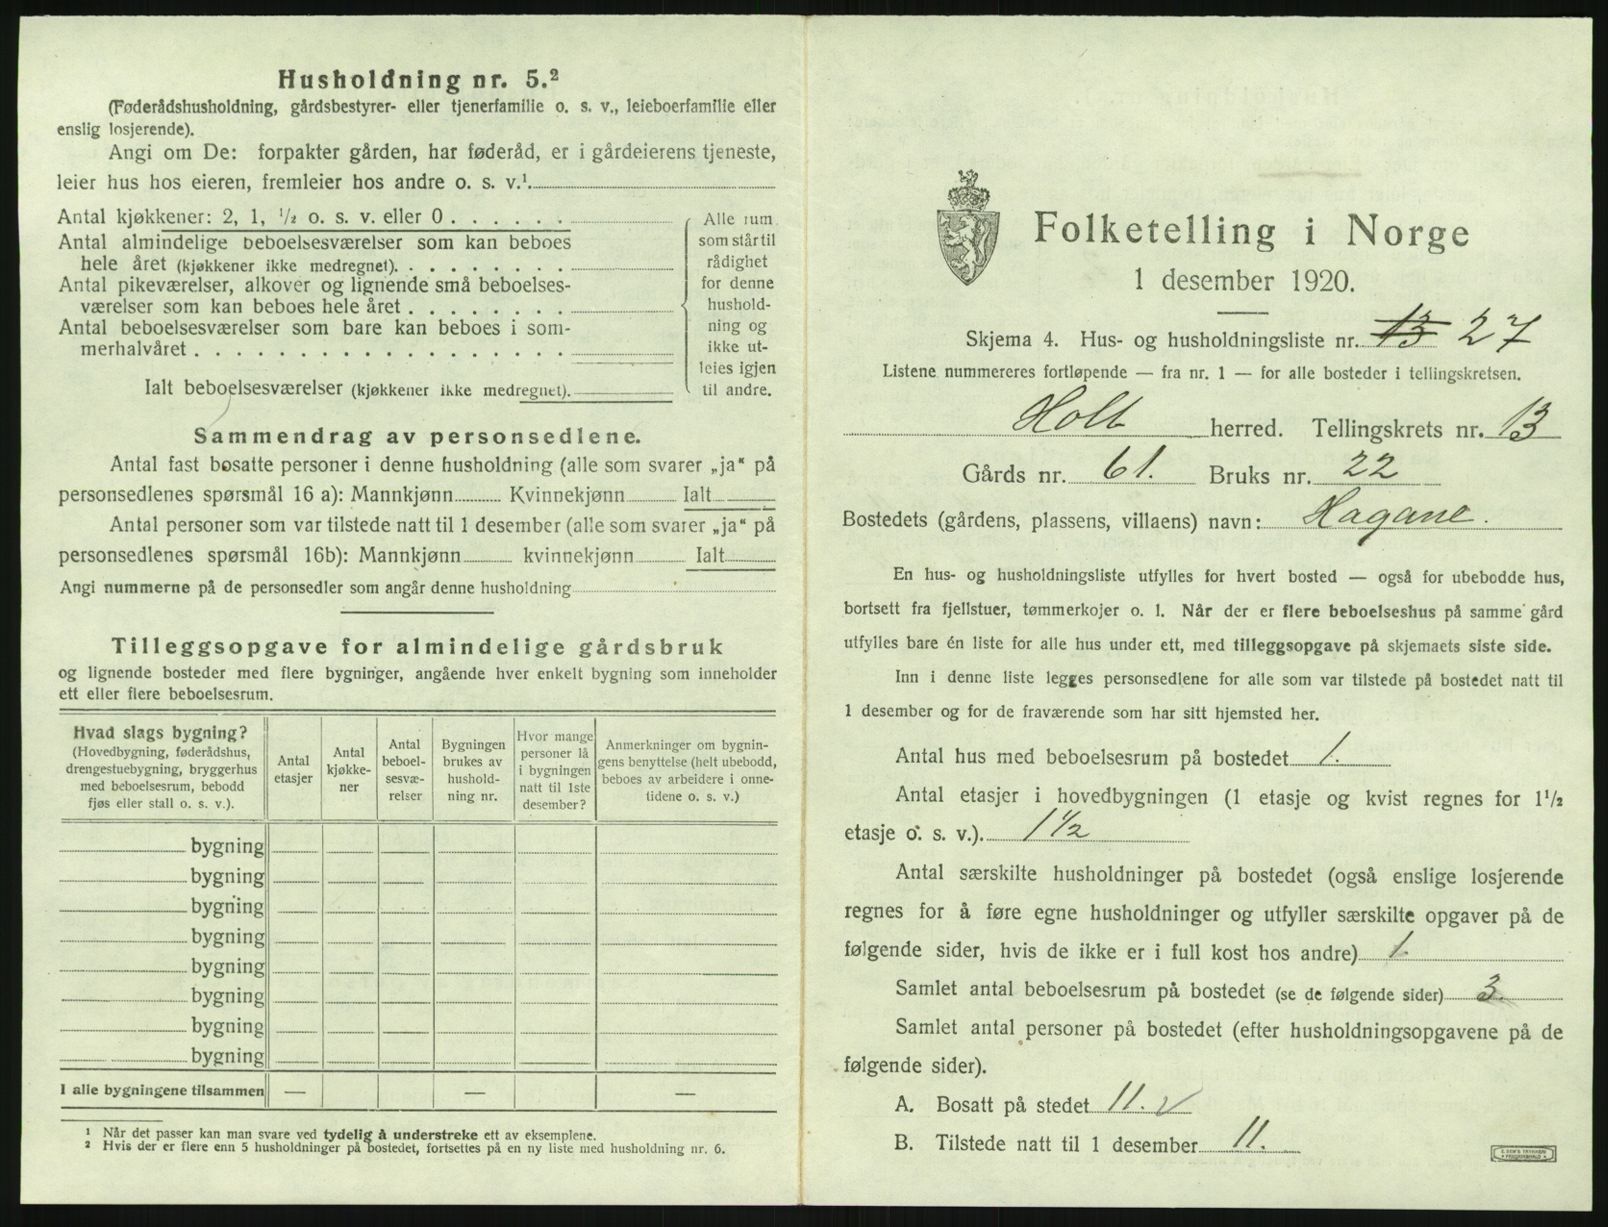 Husholdning nr. 5.²
(Føderådshusholdning, gårdsbestyrer- eller tjenerfamilie o. s. v., leieboerfamilie eller
enslig losjerende).
Angi om De: forpakter gården, har føderåd, er i gårdeierens tjeneste,
leier hus hos eieren, fremleier hos andre o. s. v.¹
Antal kjøkkener: 2, 1, ½ o. s. v. eller 0 . . . . . .
Antal almindelige beboelsesværelser som kan beboes
hele året (kjøkkener ikke medregnet). . . . . . . . .
Antal pikeværelser, alkover og lignende små beboelses-
værelser som kan beboes hele året . . . . . . . .
Antal beboelsesværelser som bare kan beboes i som-
merhalvåret . . . . . . . . . . . . . . . . . .
Ialt beboelsesværelser (kjøkkener ikke medregnet).
Alle rum
som står til
rådighet
for denne
hushold-
ning og
ikke ut-
leies igjen
til andre.
Sammendrag av personsedlene.
Antal fast bosatte personer i denne husholdning (alle som svarer „ja“ på
personsedlenes spørsmål 16 a): Mannkjønn Kvinnekjønn Ialt
Antal personer som var tilstede natt til 1 desember (alle som svarer „ja“ på
personsedlenes spørsmål 16b): Mannkjønn kvinnekjønn Ialt
Angi nummerne på de personsedler som angår denne husholdning
Tilleggsopgave for almindelige gårdsbruk
og lignende bosteder med flere bygninger, angående hver enkelt bygning som inneholder
ett eller flere beboelsesrum.
Hvad slags bygning?
(Hovedbygning, føderådshus,
drengestuebygning, bryggerhus
med beboelsesrum, bebodd
fjøs eller stall o. s. v.).
Antal
etasjer
Antal
kjøkke-
ner
Antal
beboel-
sesvæ-
relser
Bygningen
brukes av
hushold-
ning nr.
Hvor mange
personer lå
i bygningen
natt til 1ste
desember?
Anmerkninger om bygnin-
gens benyttelse (helt ubebodd,
beboes av arbeidere i onne-
tidene o. s. v.)
bygning
bygning
bygning
bygning
bygning
bygning
bygning
bygning
I alle bygningene tilsammen — — —
¹ Når det passer kan man svare ved tydelig å understreke ett av eksemplene.
² Hvis der er flere enn 5 husholdninger på bostedet, fortsettes på en ny liste med husholdning nr. 6.
Folketelling i Norge
1 desember 1920.
Skjema 4. Hus- og husholdningsliste nr. 13 27
Listene nummereres fortløpende — fra nr. 1 — for alle bosteder i tellingskretsen.
Holt herred. Tellingskrets nr. 13
Gårds nr. 61. Bruks nr. 22
Bostedets (gårdens, plassens, villaens) navn: Hagane.
En hus- og husholdningsliste utfylles for hvert bosted — også for ubebodde hus,
bortsett fra fjellstuer, tømmerkojer o. l. Når der er flere beboelseshus på samme gård
utfylles bare én liste for alle hus under ett, med tilleggsopgave på skjemaets siste side.
Inn i denne liste legges personsedlene for alle som var tilstede på bostedet natt til
1 desember og for de fraværende som har sitt hjemsted her.
Antal hus med beboelsesrum på bostedet 1.
Antal etasjer i hovedbygningen (1 etasje og kvist regnes for 1½
etasje o. s. v.). 1½
Antal særskilte husholdninger på bostedet (også enslige losjerende
regnes for å føre egne husholdninger og utfyller særskilte opgaver på de
følgende sider, hvis de ikke er i full kost hos andre) 1.
Samlet antal beboelsesrum på bostedet (se de følgende sider) 3.
Samlet antal personer på bostedet (efter husholdningsopgavene på de
følgende sider).
A. Bosatt på stedet 11. v
B. Tilstede natt til 1 desember 11.